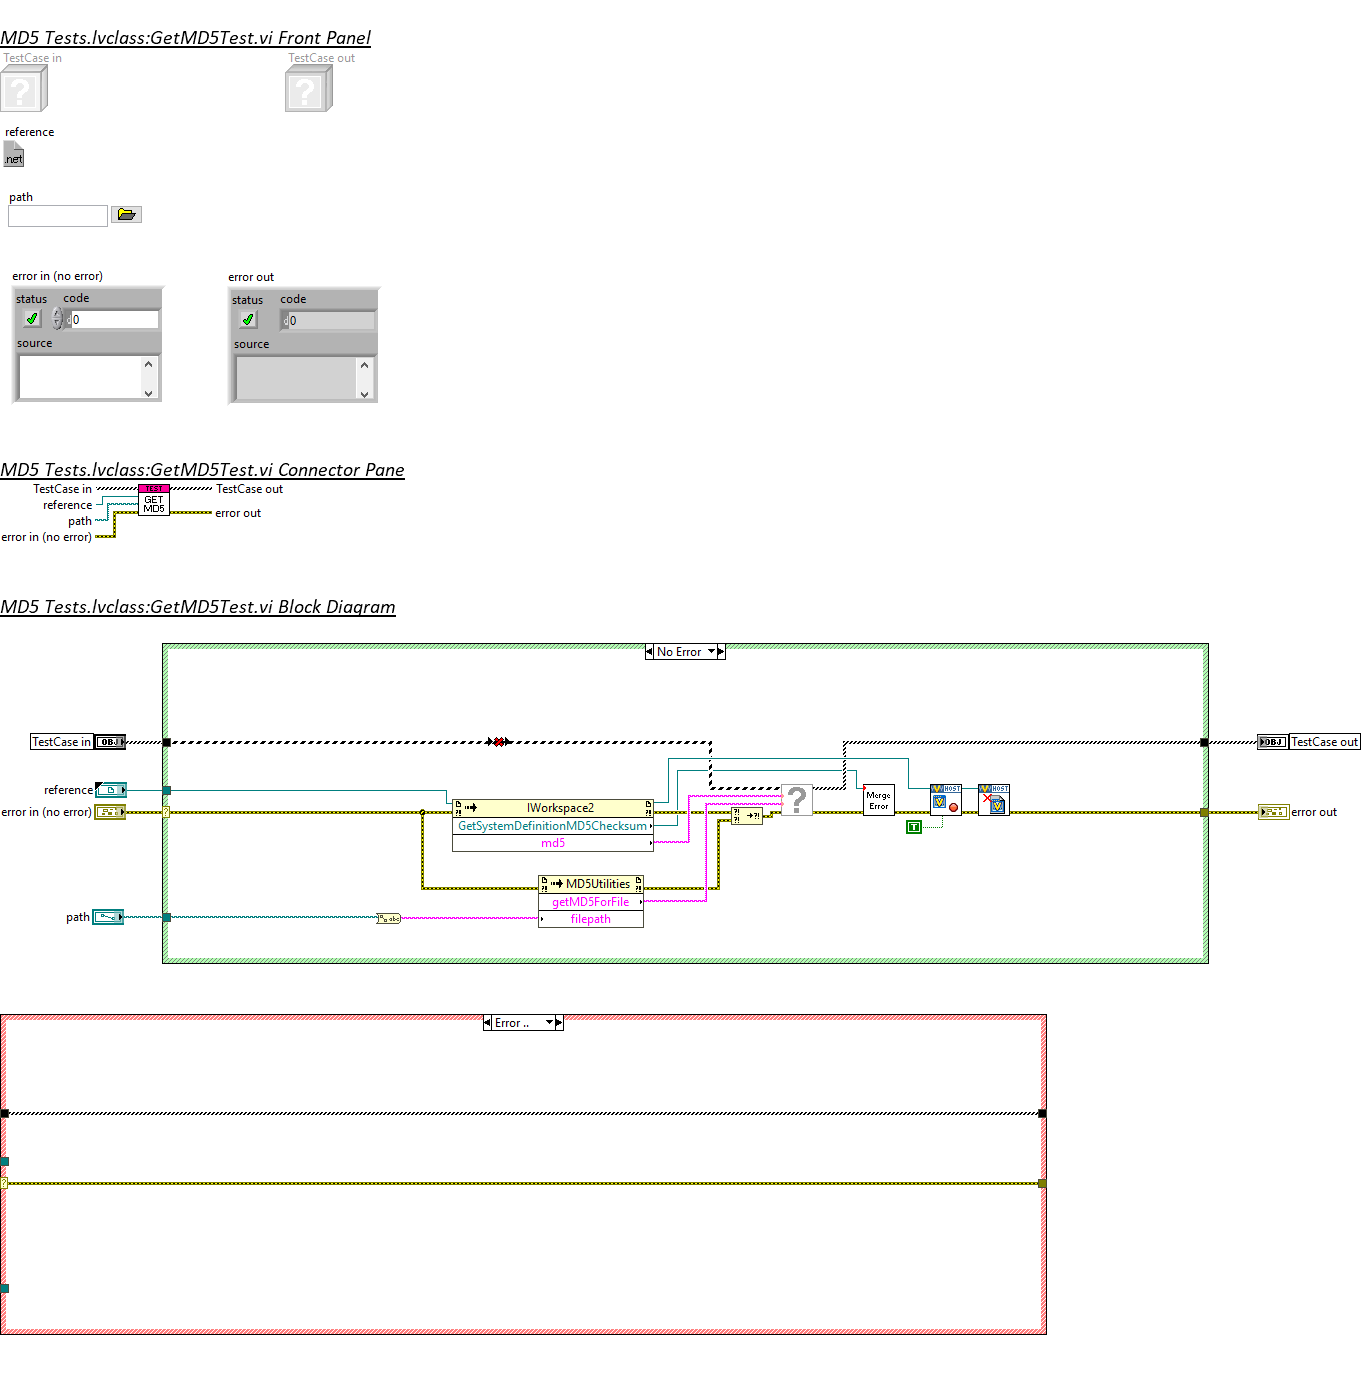 MD5 Tests.lvclass:GetMD5Test.vi Front Panel
TestCase in
TestCase out
?
?
reference
.net
path
error in (no error)
error out
status code
0
source
status code
0
source
MD5 Tests.lvclass:GetMD5Test.vi Connector Pane
TestCase in
TEST
GET
MD5
TestCase out
reference
path
error in (no error)
error out
MD5 Tests.lvclass:GetMD5Test.vi Block Diagram
No Error
TestCase in
OBJ
OBJ
TestCase out
reference
error in (no error)
?
IWorkspace2
GetSystemDefinitionMD5Checksum
md5
?
Merge
Error
HOST
HOST
T
error out
MD5Utilities
getMD5ForFile
filepath
path
abc
Error ..
?